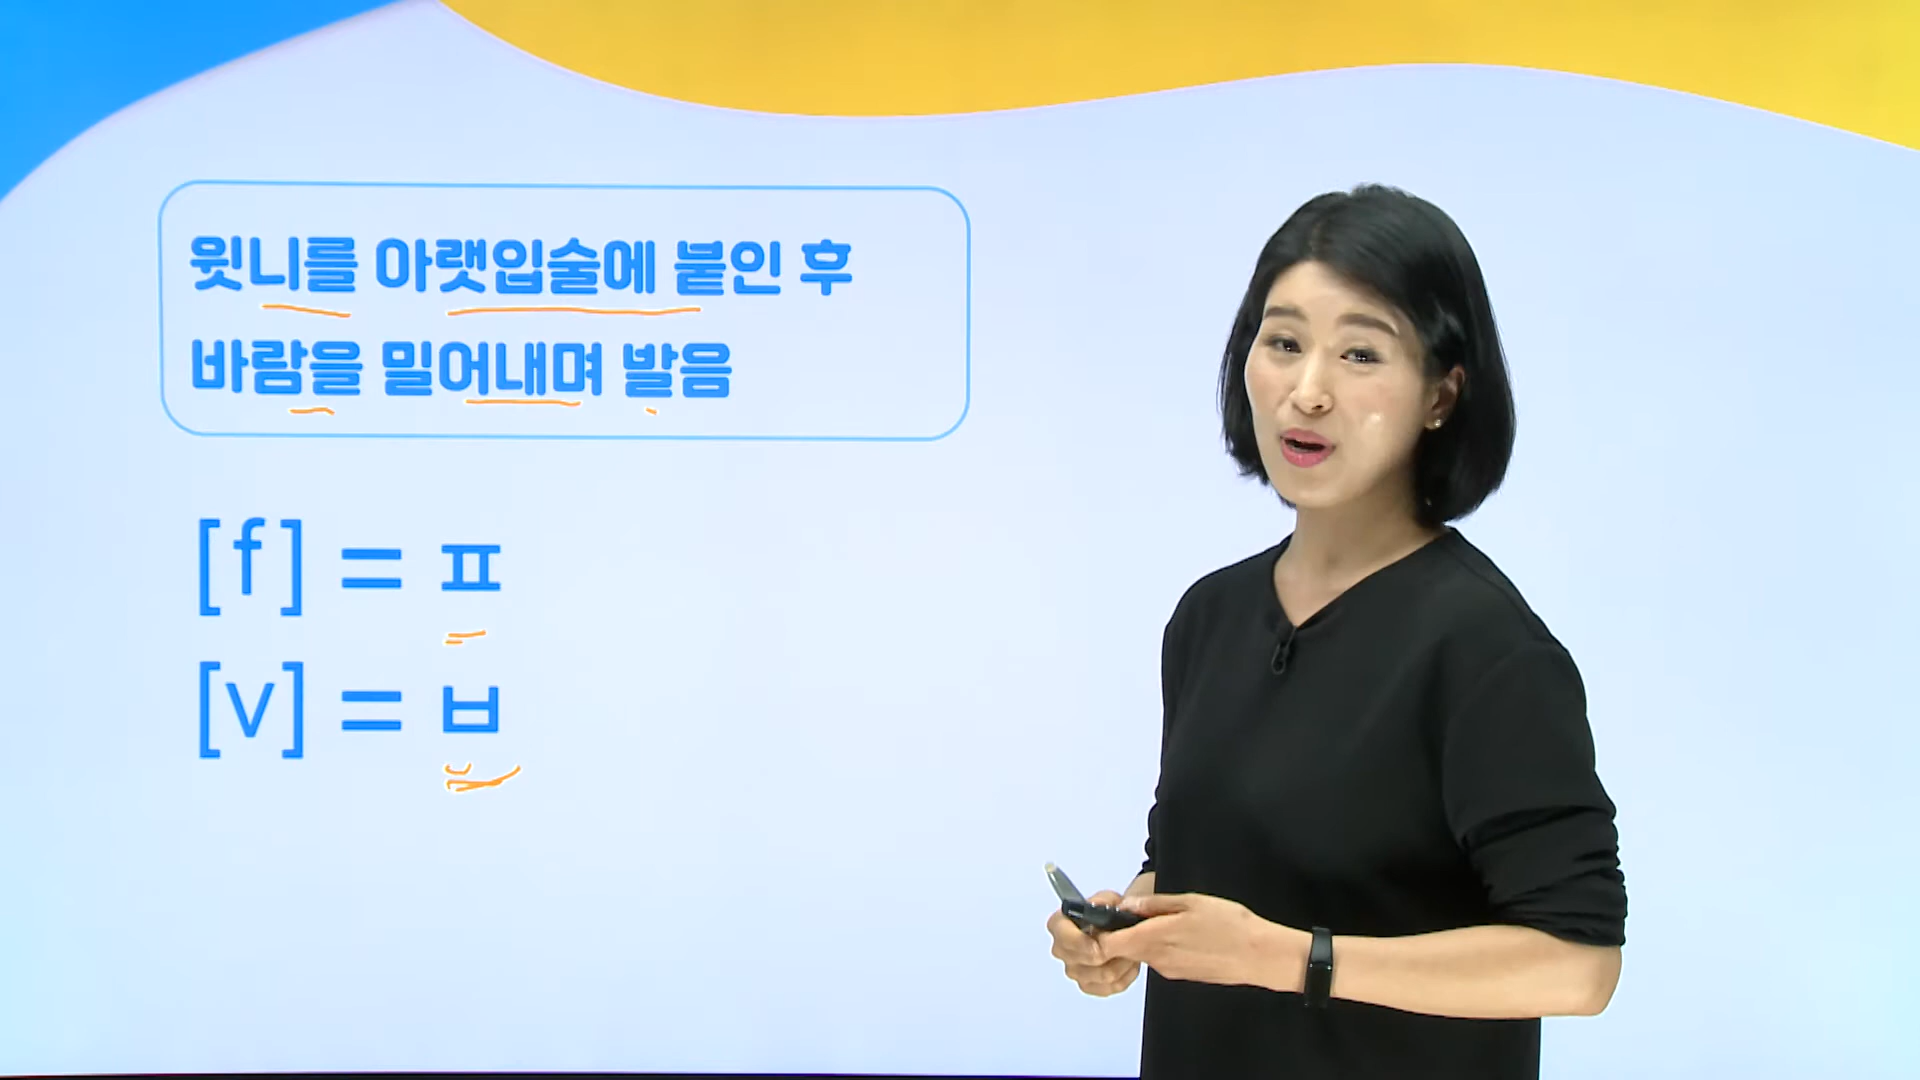 윗니를 아랫입술에 붙인 후
바람을 밀어내며 발음
[f] = ㅍ
[v] = ㅂ